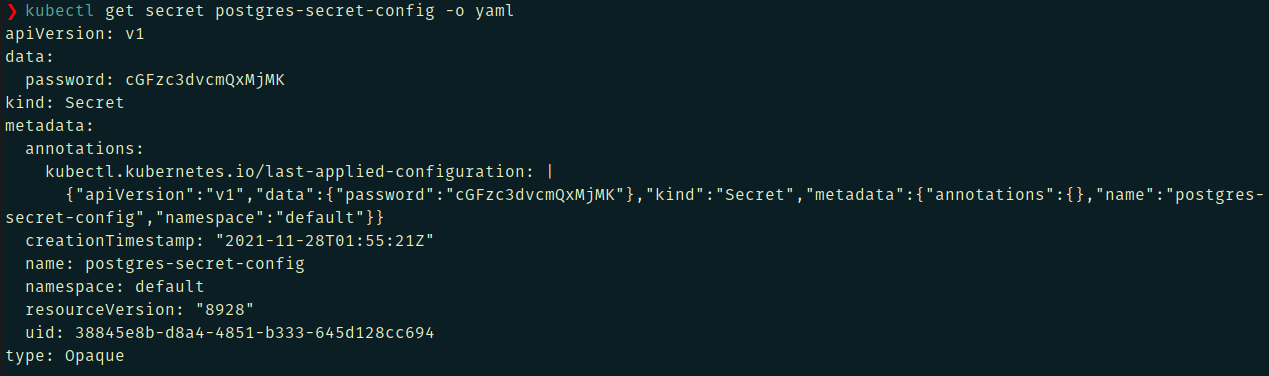 ❯ kubectl get secret postgres-secret-config -o yaml
apiVersion: v1
data:
  password: cGFzc3dvcmQxMjMK
kind: Secret
metadata:
  annotations:
    kubectl.kubernetes.io/last-applied-configuration: |
      {"apiVersion":"v1","data":{"password":"cGFzc3dvcmQxMjMK"},"kind":"Secret","metadata":{"annotations":{},"name":"postgres-
secret-config","namespace":"default"}}
  creationTimestamp: "2021-11-28T01:55:21Z"
  name: postgres-secret-config
  namespace: default
  resourceVersion: "8928"
  uid: 38845e8b-d8a4-4851-b333-645d128cc694
type: Opaque